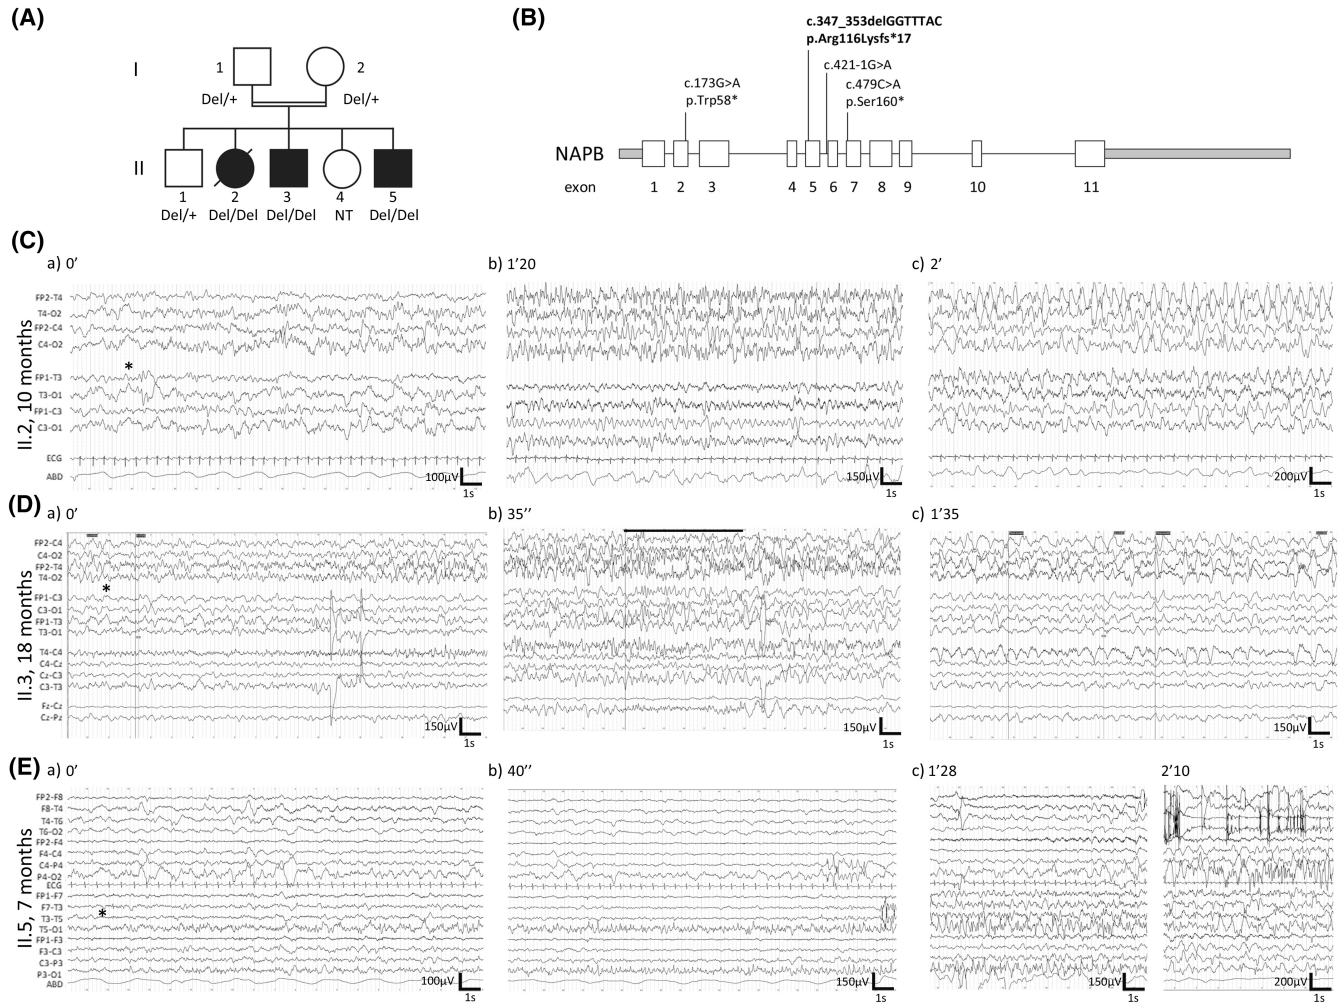 (A)
I
1
2
Del/+
Del/+
II
1
2
3
4
5
Del/+
Del/Del
Del/Del
NT
Del/Del
(B)
c.347_353delGGTTTAC
p.Arg116Lysfs*17
c.421-1G>A
c.173G>A
p.Trp58*
c.479C>A
p.Ser160*
NAPB
exon
1 2 3 4 5 6 7 8 9 10 11
(C)
II.2, 10 months
a) 0’
FP2-T4
T4-O2
FP2-C4
C4-O2
*
FP1-T3
T3-O1
FP1-C3
C3-O1
ECG
ABD
100µV
1s
b) 1’20
150µV
1s
c) 2’
200µV
1s
(D)
II.3, 18 months
a) 0’
FP2-C4
C4-O2
FP2-T4
T4-O2
*
FP1-C3
C3-O1
FP1-T3
T3-O1
T4-C4
C4-Cz
Cz-C3
C3-T3
Fz-Cz
Cz-Pz
150µV
1s
b) 35’’
150µV
1s
c) 1’35
150µV
1s
(E)
II.5, 7 months
a) 0’
FP2-F8
F8-T4
T4-T6
T6-O2
FP2-F4
F4-C4
C4-P4
P4-O2
ECG
FP1-F7
F7-T3
*
T3-T5
T5-O1
FP1-F3
F3-C3
C3-P3
P3-O1
ABD
100µV
1s
b) 40’’
150µV
1s
c) 1’28
150µV
1s
2’10
200µV
1s